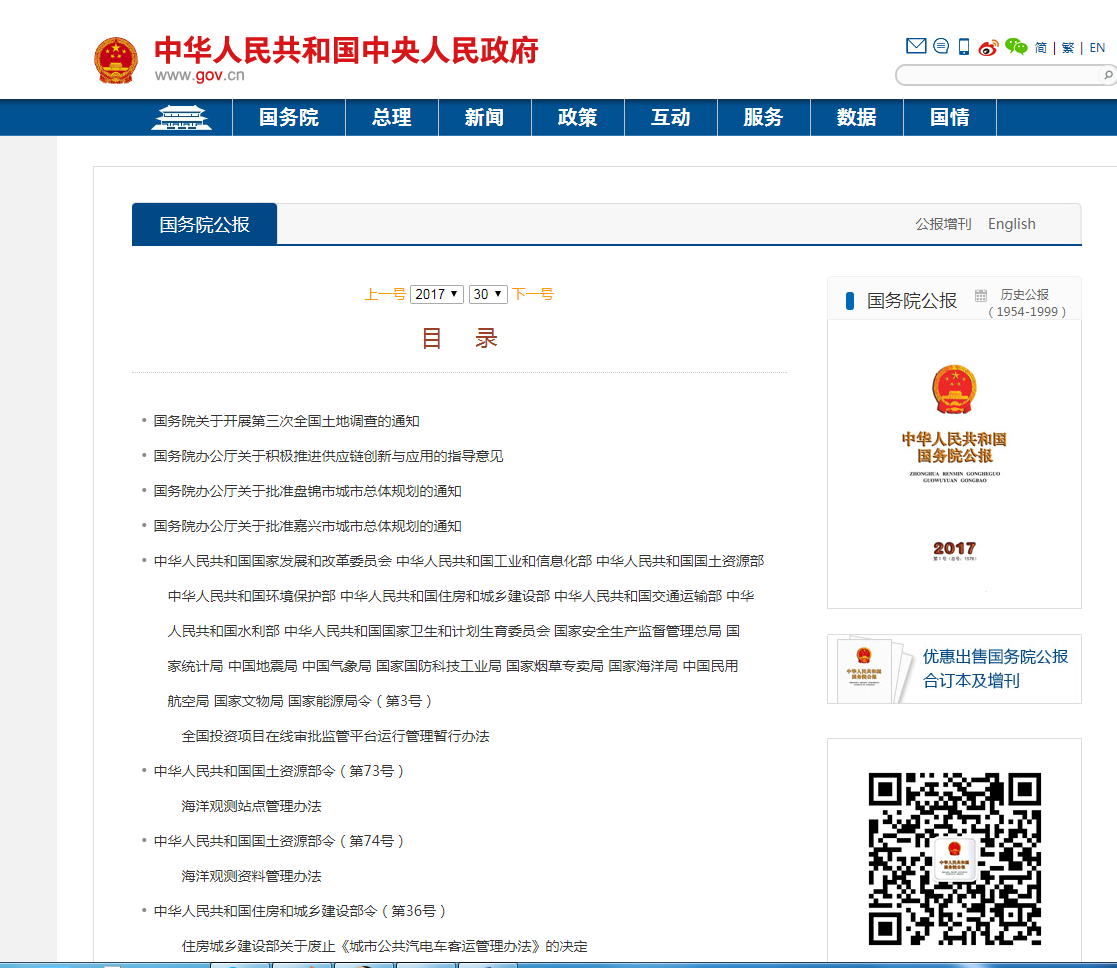 中华人民共和国中央人民政府
www.gov.cn
简 | 繁 | EN
国务院 总理 新闻 政策 互动 服务 数据 国情
国务院公报
公报增刊 English
上一号 2017 30 下一号
目 录
国务院关于开展第三次全国土地调查的通知
国务院办公厅关于积极推进供应链创新与应用的指导意见
国务院办公厅关于批准盘锦市城市总体规划的通知
国务院办公厅关于批准嘉兴市城市总体规划的通知
中华人民共和国国家发展和改革委员会 中华人民共和国工业和信息化部 中华人民共和国国土资源部
中华人民共和国环境保护部 中华人民共和国住房和城乡建设部 中华人民共和国交通运输部 中华
人民共和国水利部 中华人民共和国国家卫生和计划生育委员会 国家安全生产监督管理总局 国
家统计局 中国地震局 中国气象局 国家国防科技工业局 国家烟草专卖局 国家海洋局 中国民用
航空局 国家文物局 国家能源局令（第3号）
全国投资项目在线审批监管平台运行管理暂行办法
中华人民共和国国土资源部令（第73号）
海洋观测站点管理办法
中华人民共和国国土资源部令（第74号）
海洋观测资料管理办法
中华人民共和国住房和城乡建设部令（第36号）
住房城乡建设部关于废止《城市公共汽电车客运管理办法》的决定
国务院公报
历史公报
（1954-1999）
中华人民共和国
国务院公报
ZHONGHUA RENMIN GONGHEGUO
GUOWUYUAN GONGBAO
2017
优惠出售国务院公报
合订本及增刊
中华人民共和国
国务院公报
中华人民共和国
国务院公报